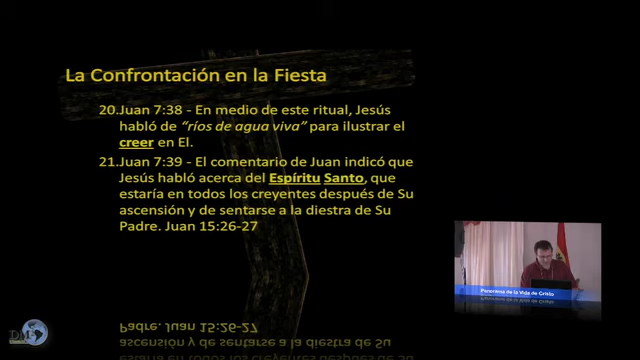 La Confrontación en la Fiesta
20.Juan 7:38 - En medio de este ritual, Jesús
habló de "ríos de agua viva" para ilustrar el
creer en El.
21.Juan 7:39 - El comentario de Juan indicó que
Jesús habló acerca del Espíritu Santo, que
estaría en todos los creyentes después de Su
ascensión y de sentarse a la diestra de Su
Padre. Juan 15:26-27
Panorama de la Vida de Cristo